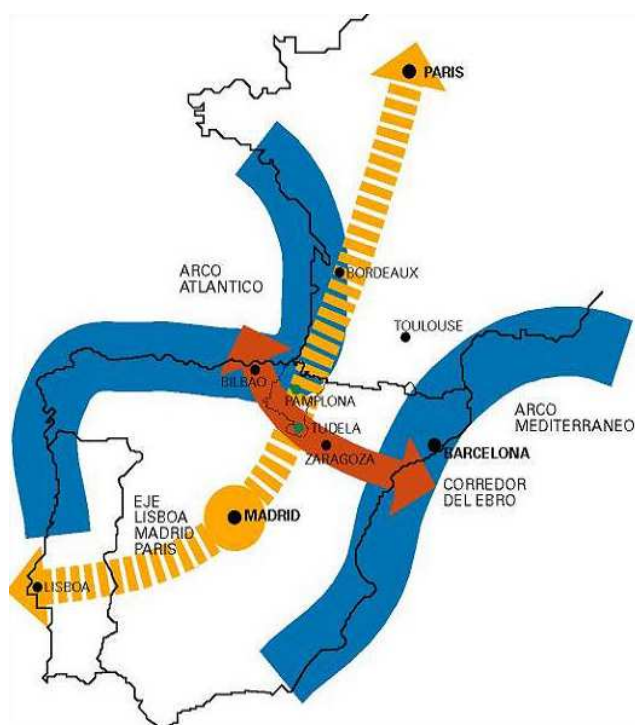 PARIS
ARCO
ATLANTICO
BORDEAUX
TOULOUSE
BILBAO
PAMPLONA
ARCO
MEDITERRANEO
TUDELA
ZARAGOZA
BARCELONA
CORREDOR
DEL EBRO
EJE
LISBOA
MADRID
PARIS
MADRID
LISBOA